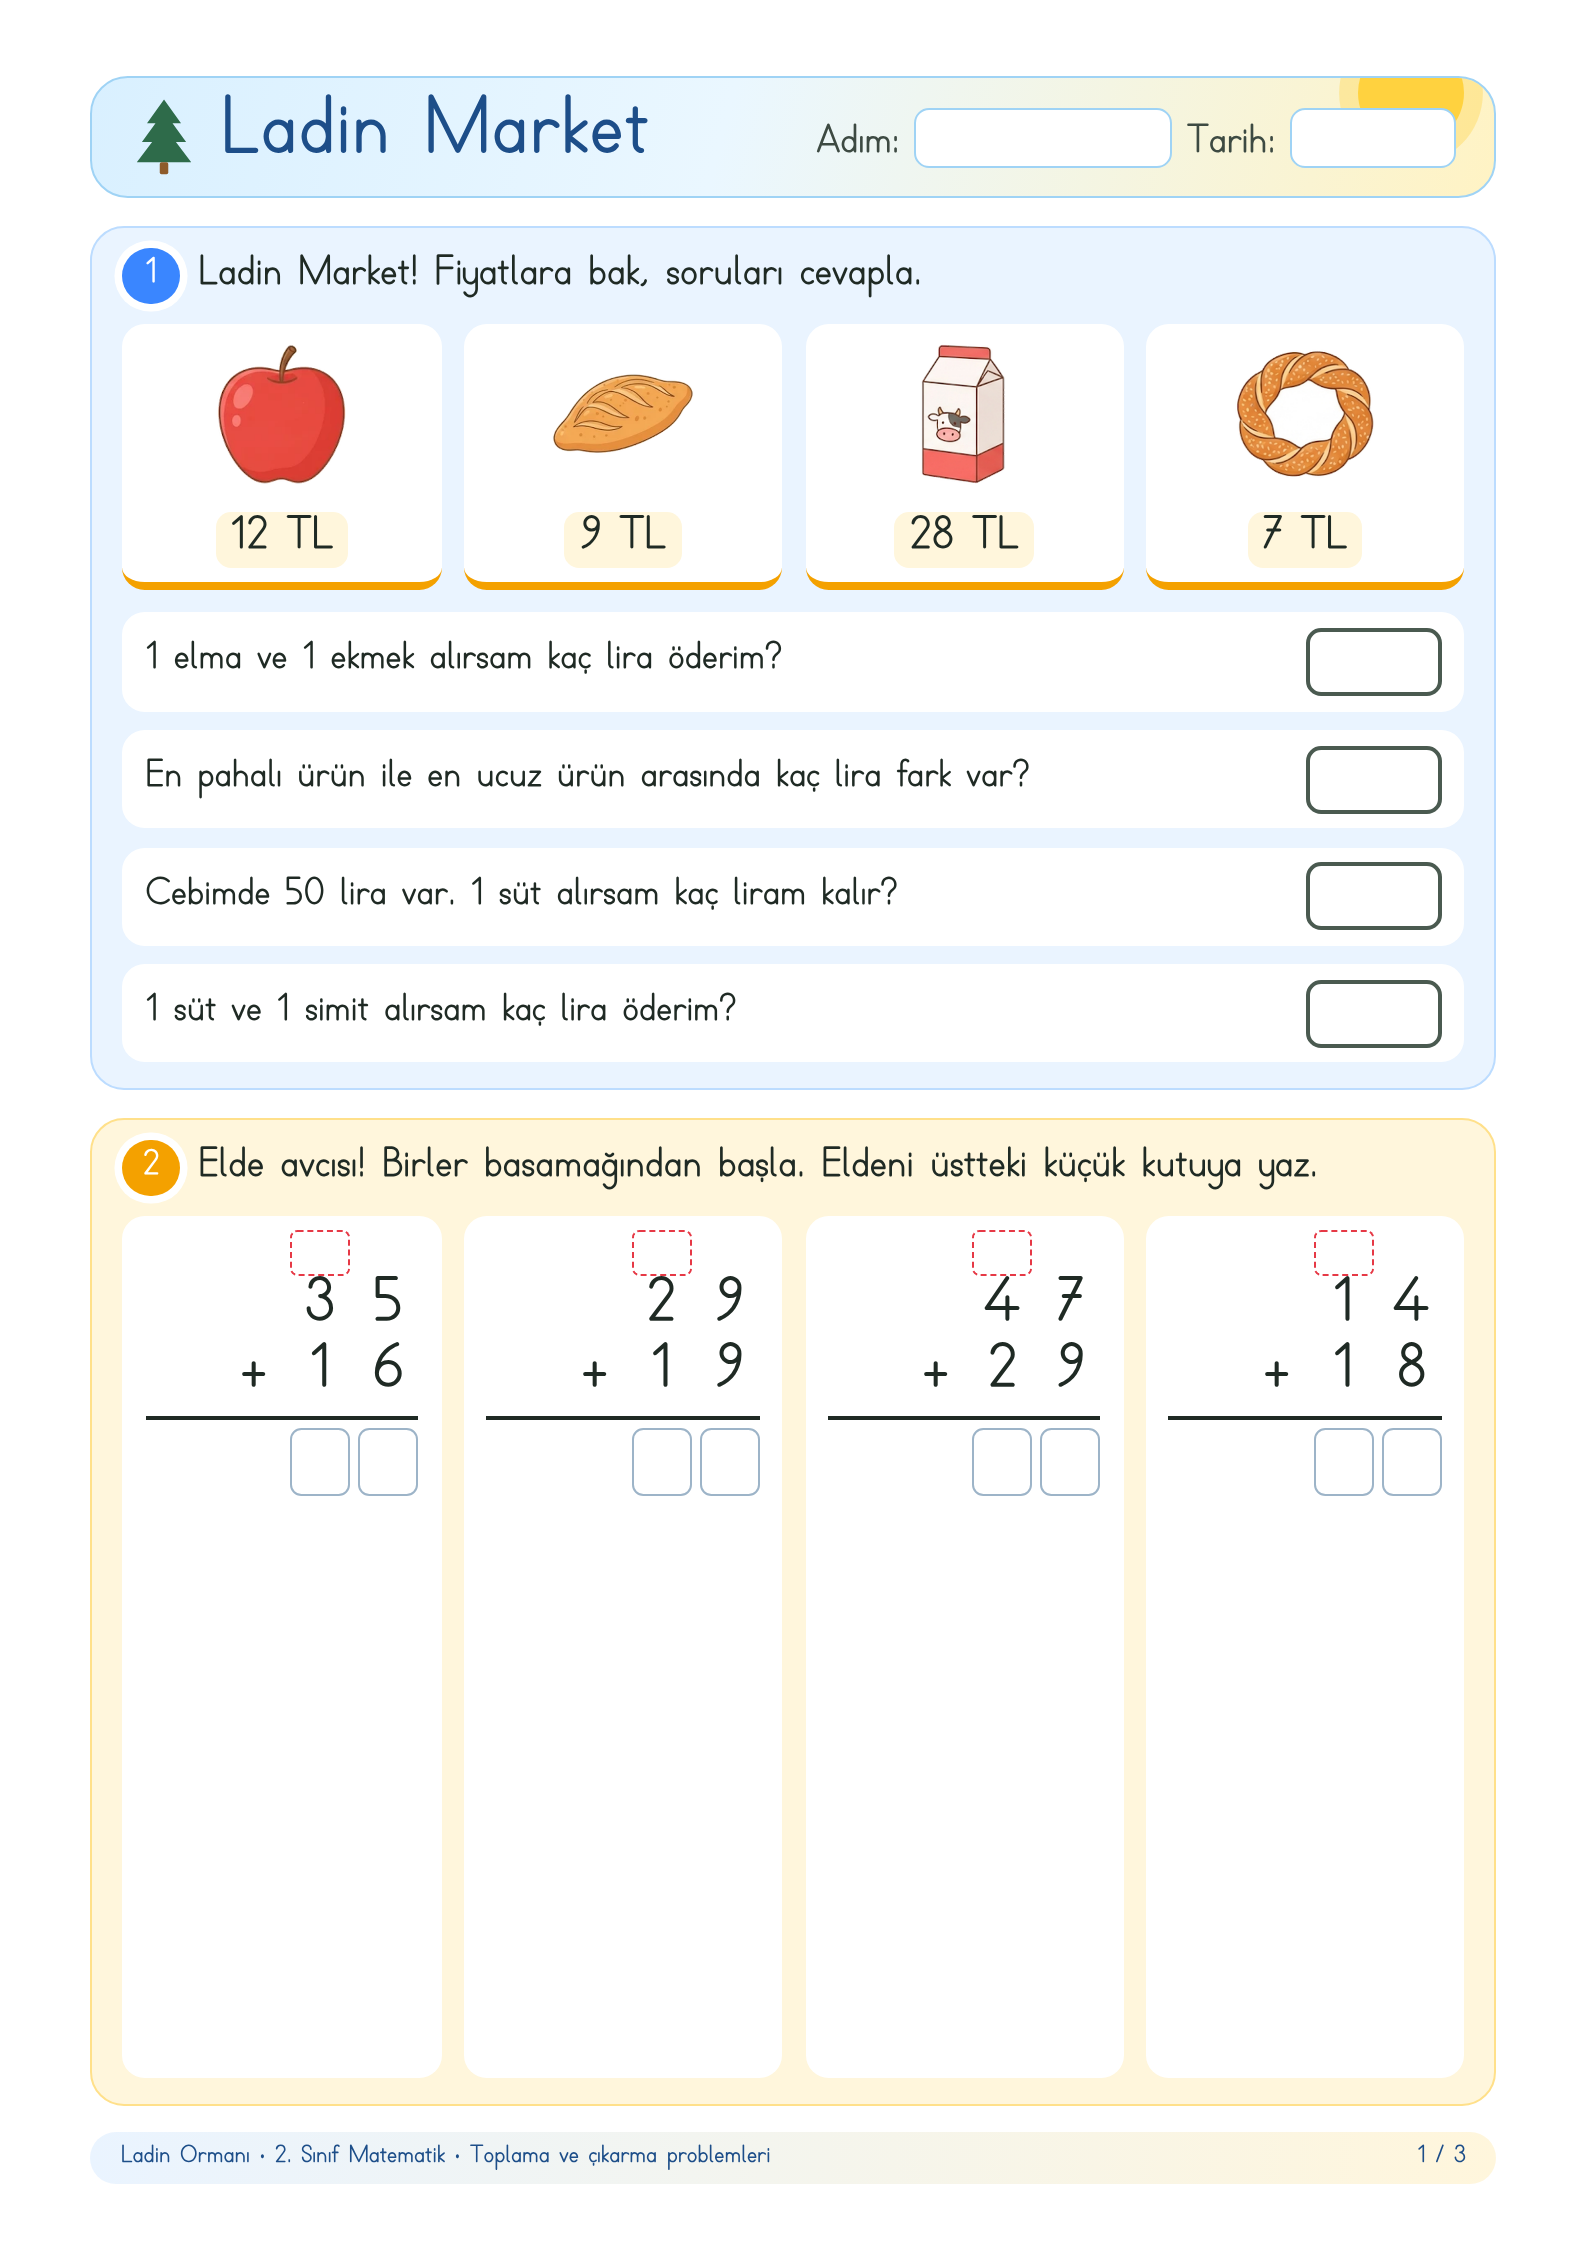 Ladin Market
Adım:
Tarih:
1
Ladin Market! Fiyatlara bak, soruları cevapla.
12 TL
9 TL
28 TL
7 TL
1 elma ve 1 ekmek alırsam kaç lira öderim?
En pahalı ürün ile en ucuz ürün arasında kaç lira fark var?
Cebimde 50 lira var. 1 süt alırsam kaç liram kalır?
1 süt ve 1 simit alırsam kaç lira öderim?
2
Elde avcısı! Birler basamağından başla. Eldeni üstteki küçük kutuya yaz.
3 5
+ 1 6
2 9
+ 1 9
4 7
+ 2 9
1 4
+ 1 8
Ladin Ormanı • 2. Sınıf Matematik • Toplama ve çıkarma problemleri
1 / 3